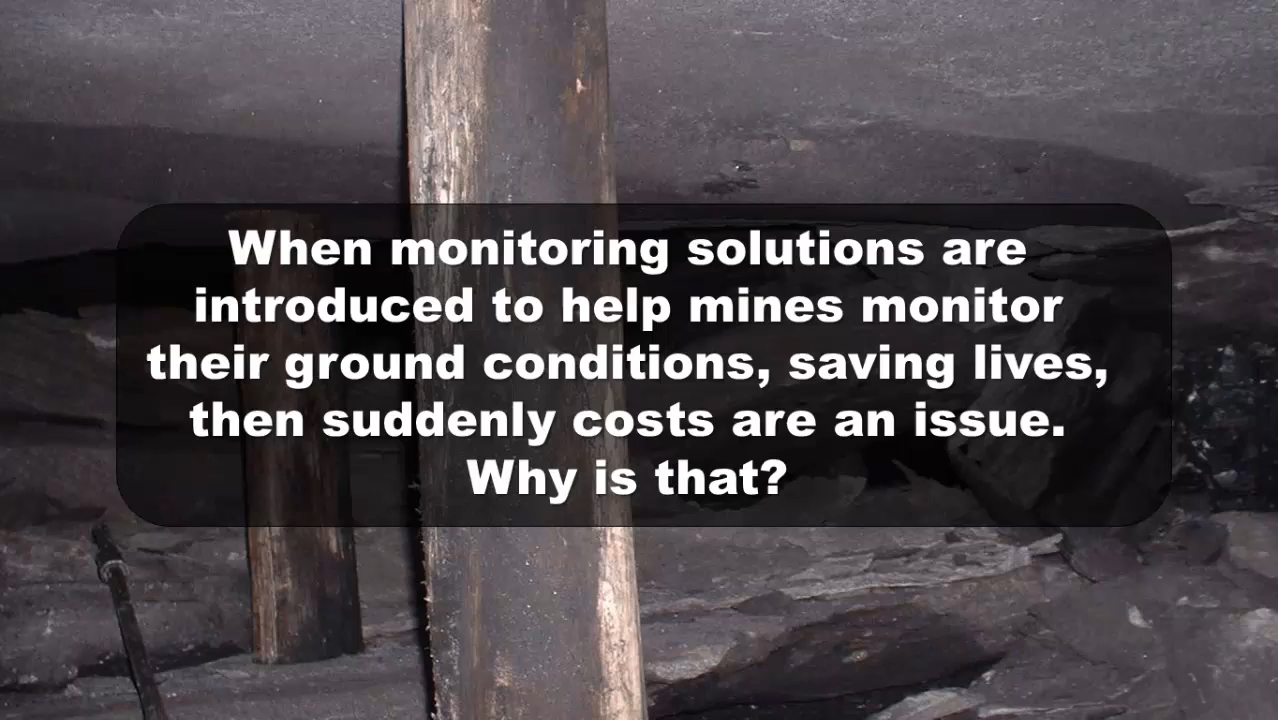 When monitoring solutions are
introduced to help mines monitor
their ground conditions, saving lives,
then suddenly costs are an issue.
Why is that?